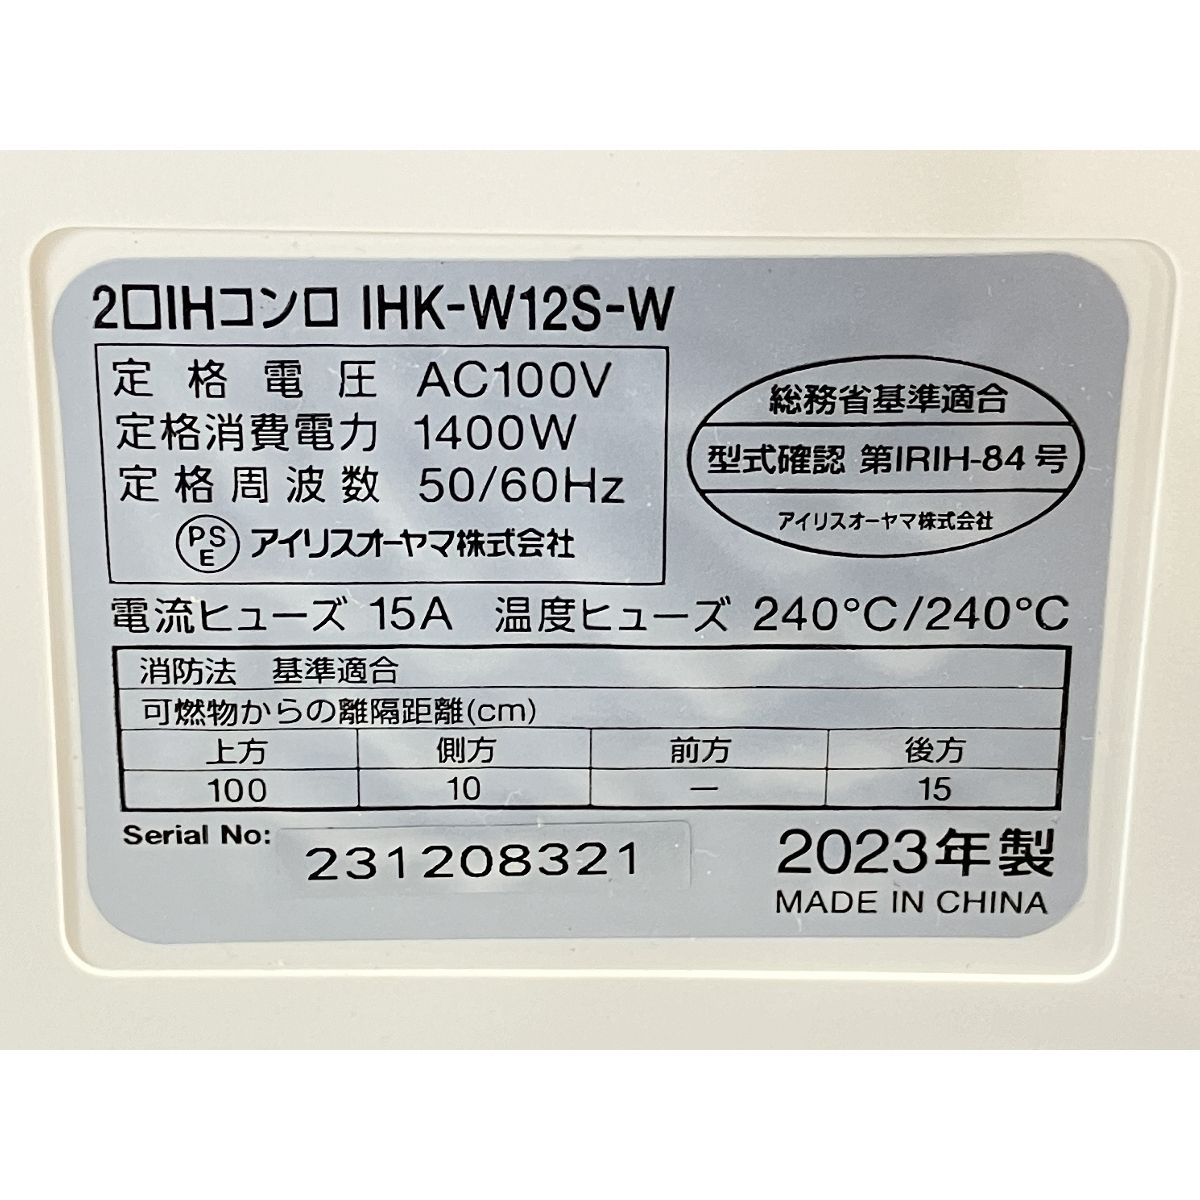 2口IHコンロ IHK-W12S-W
定格電圧 AC100V
定格消費電力 1400W
定格周波数 50/60Hz
PSE アイリスオーヤマ株式会社
総務省基準適合
型式確認 第IRIH-84号
アイリスオーヤマ株式会社
電流ヒューズ 15A 温度ヒューズ 240°C/240°C
消防法 基準適合
可燃物からの離隔距離(cm)
上方 側方 前方 後方
100 10 — 15
Serial No: 231208321
2023年製
MADE IN CHINA